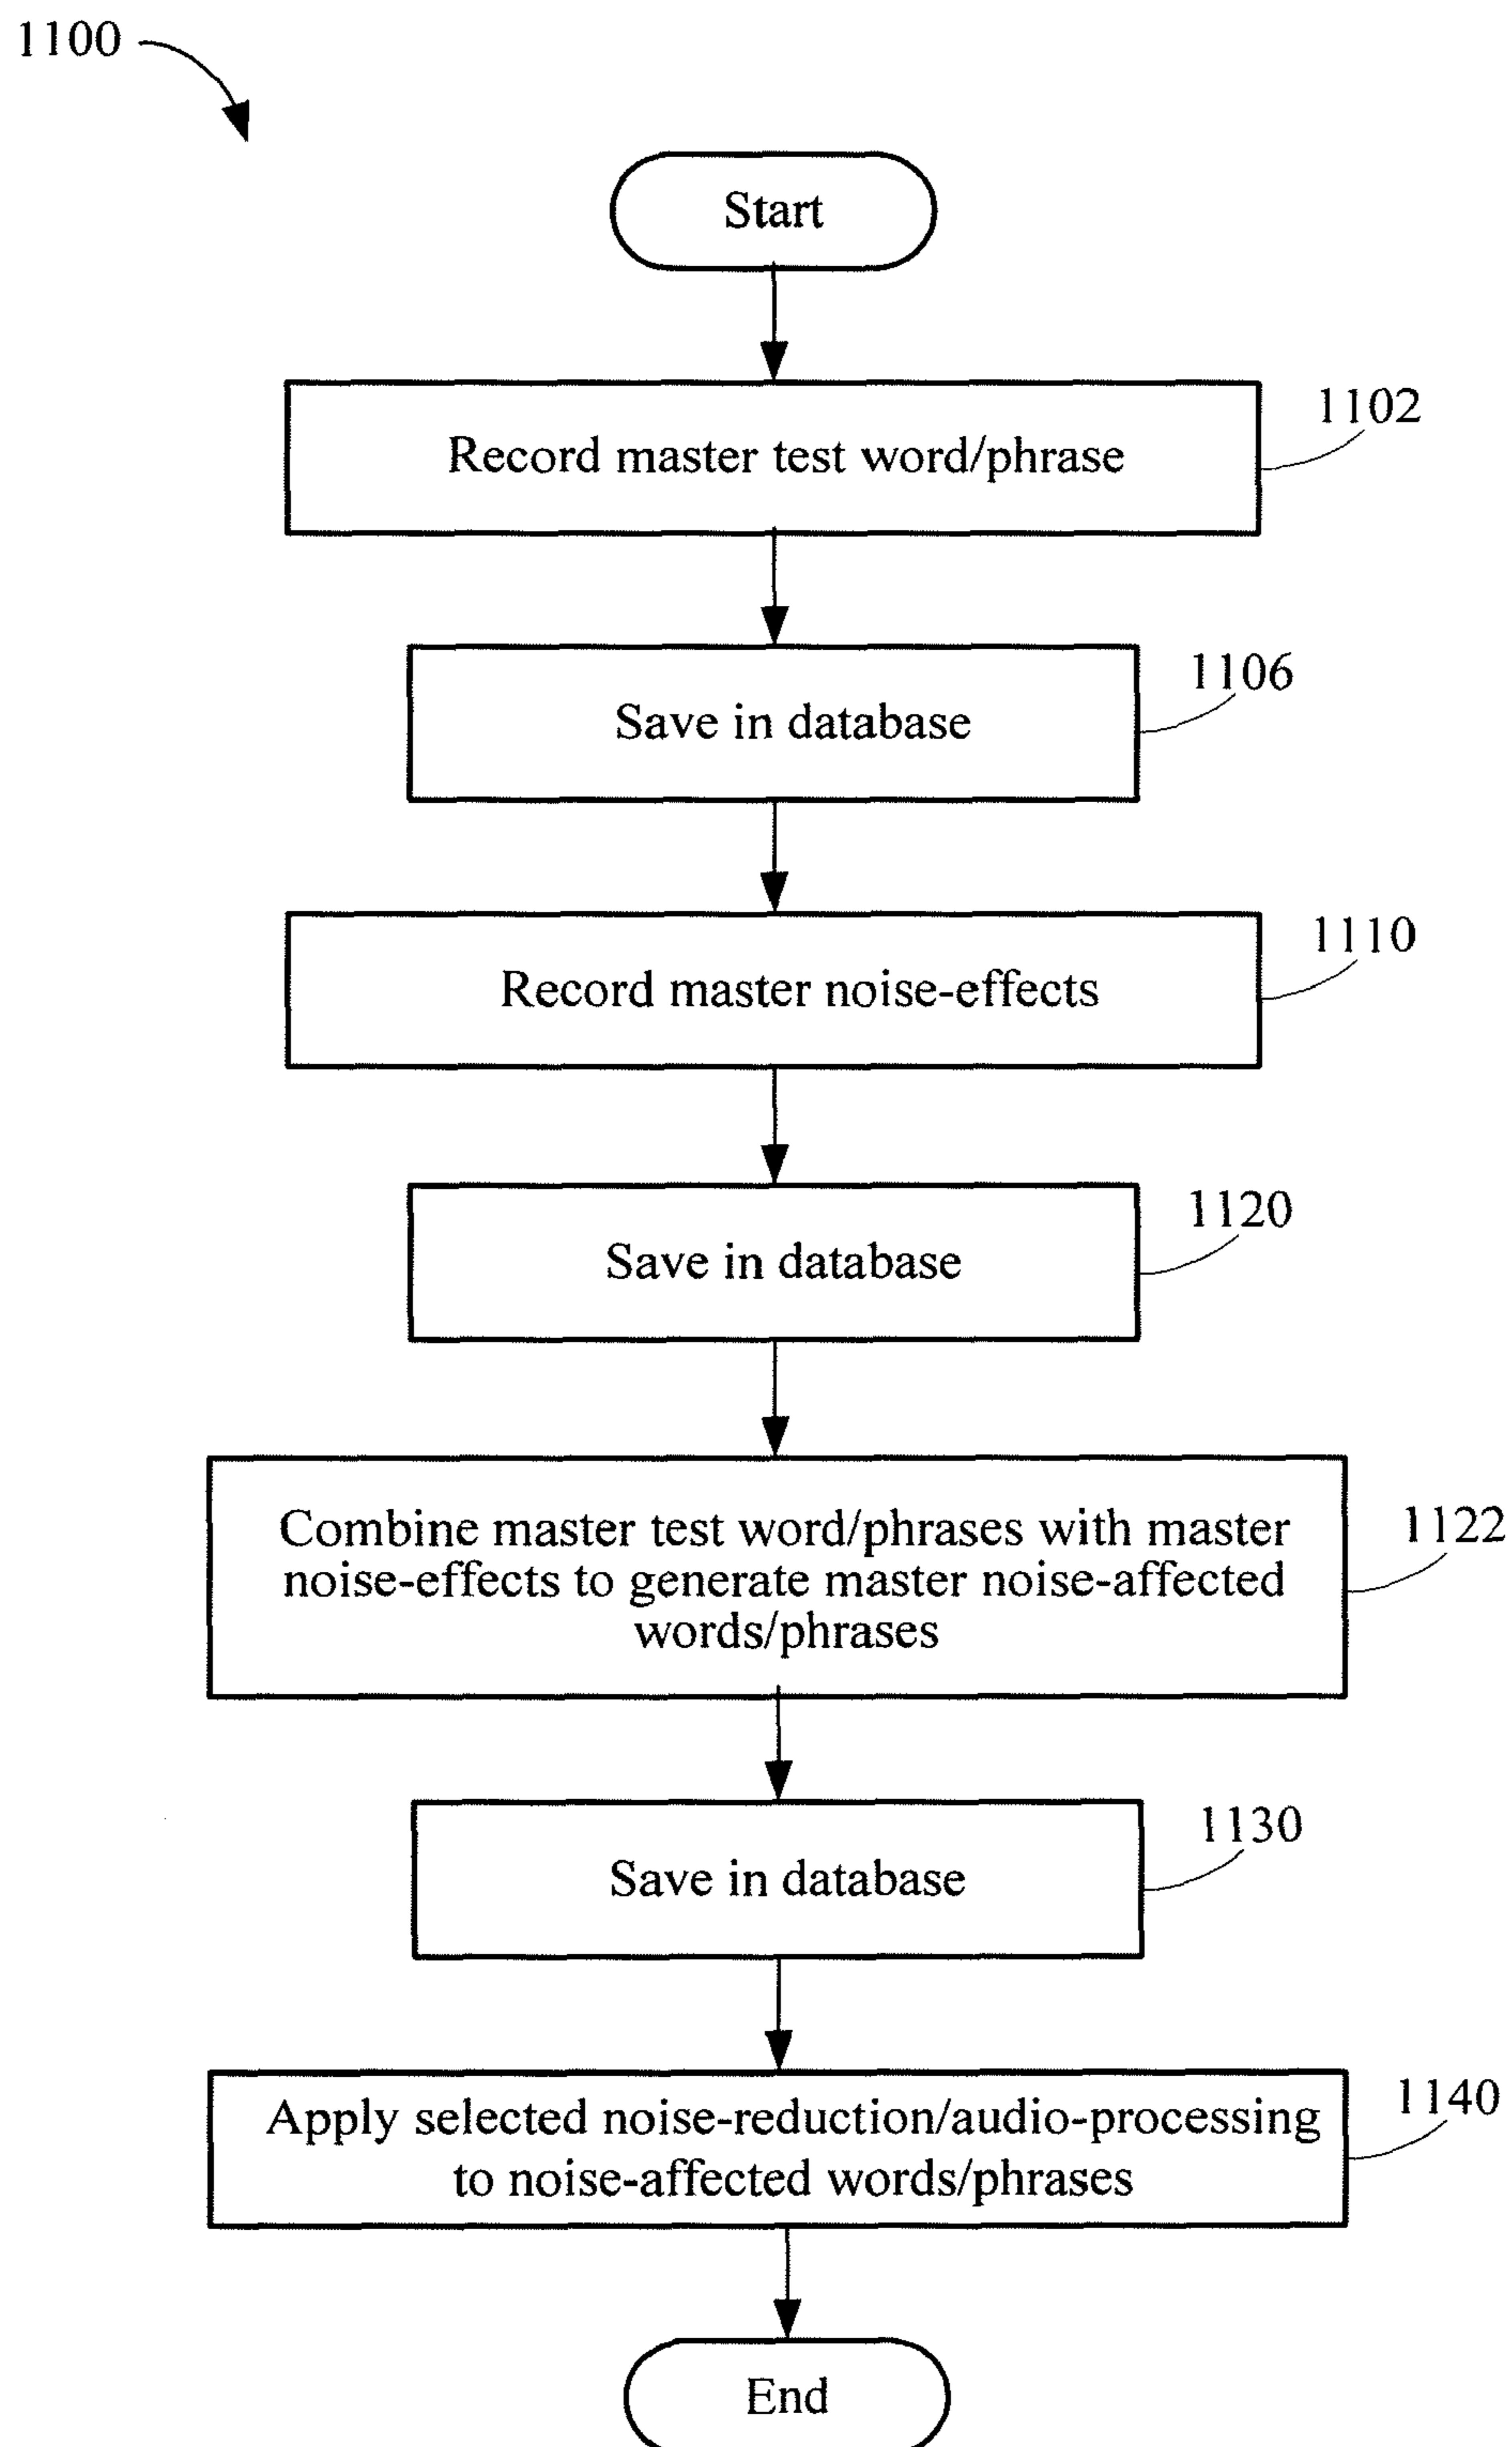 1100
Start
Record master test word/phrase
1102
Save in database
1106
Record master noise-effects
1110
Save in database
1120
Combine master test word/phrases with master
noise-effects to generate master noise-affected
words/phrases
1122
Save in database
1130
Apply selected noise-reduction/audio-processing
to noise-affected words/phrases
1140
End